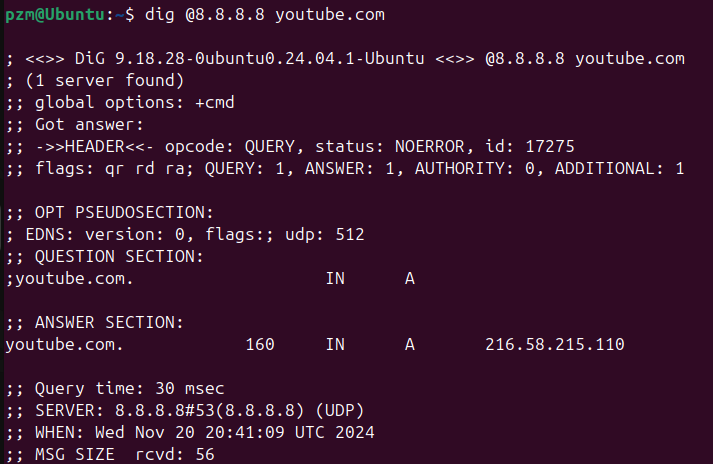 pzm@Ubuntu:~$ dig @8.8.8.8 youtube.com
; <<>> DiG 9.18.28-0ubuntu0.24.04.1-Ubuntu <<>> @8.8.8.8 youtube.com
; (1 server found)
;; global options: +cmd
;; Got answer:
;; ->>HEADER<<- opcode: QUERY, status: NOERROR, id: 17275
;; flags: qr rd ra; QUERY: 1, ANSWER: 1, AUTHORITY: 0, ADDITIONAL: 1
;; OPT PSEUDOSECTION:
; EDNS: version: 0, flags:; udp: 512
;; QUESTION SECTION:
;youtube.com. IN A
;; ANSWER SECTION:
youtube.com. 160 IN A 216.58.215.110
;; Query time: 30 msec
;; SERVER: 8.8.8.8#53(8.8.8.8) (UDP)
;; WHEN: Wed Nov 20 20:41:09 UTC 2024
;; MSG SIZE rcvd: 56